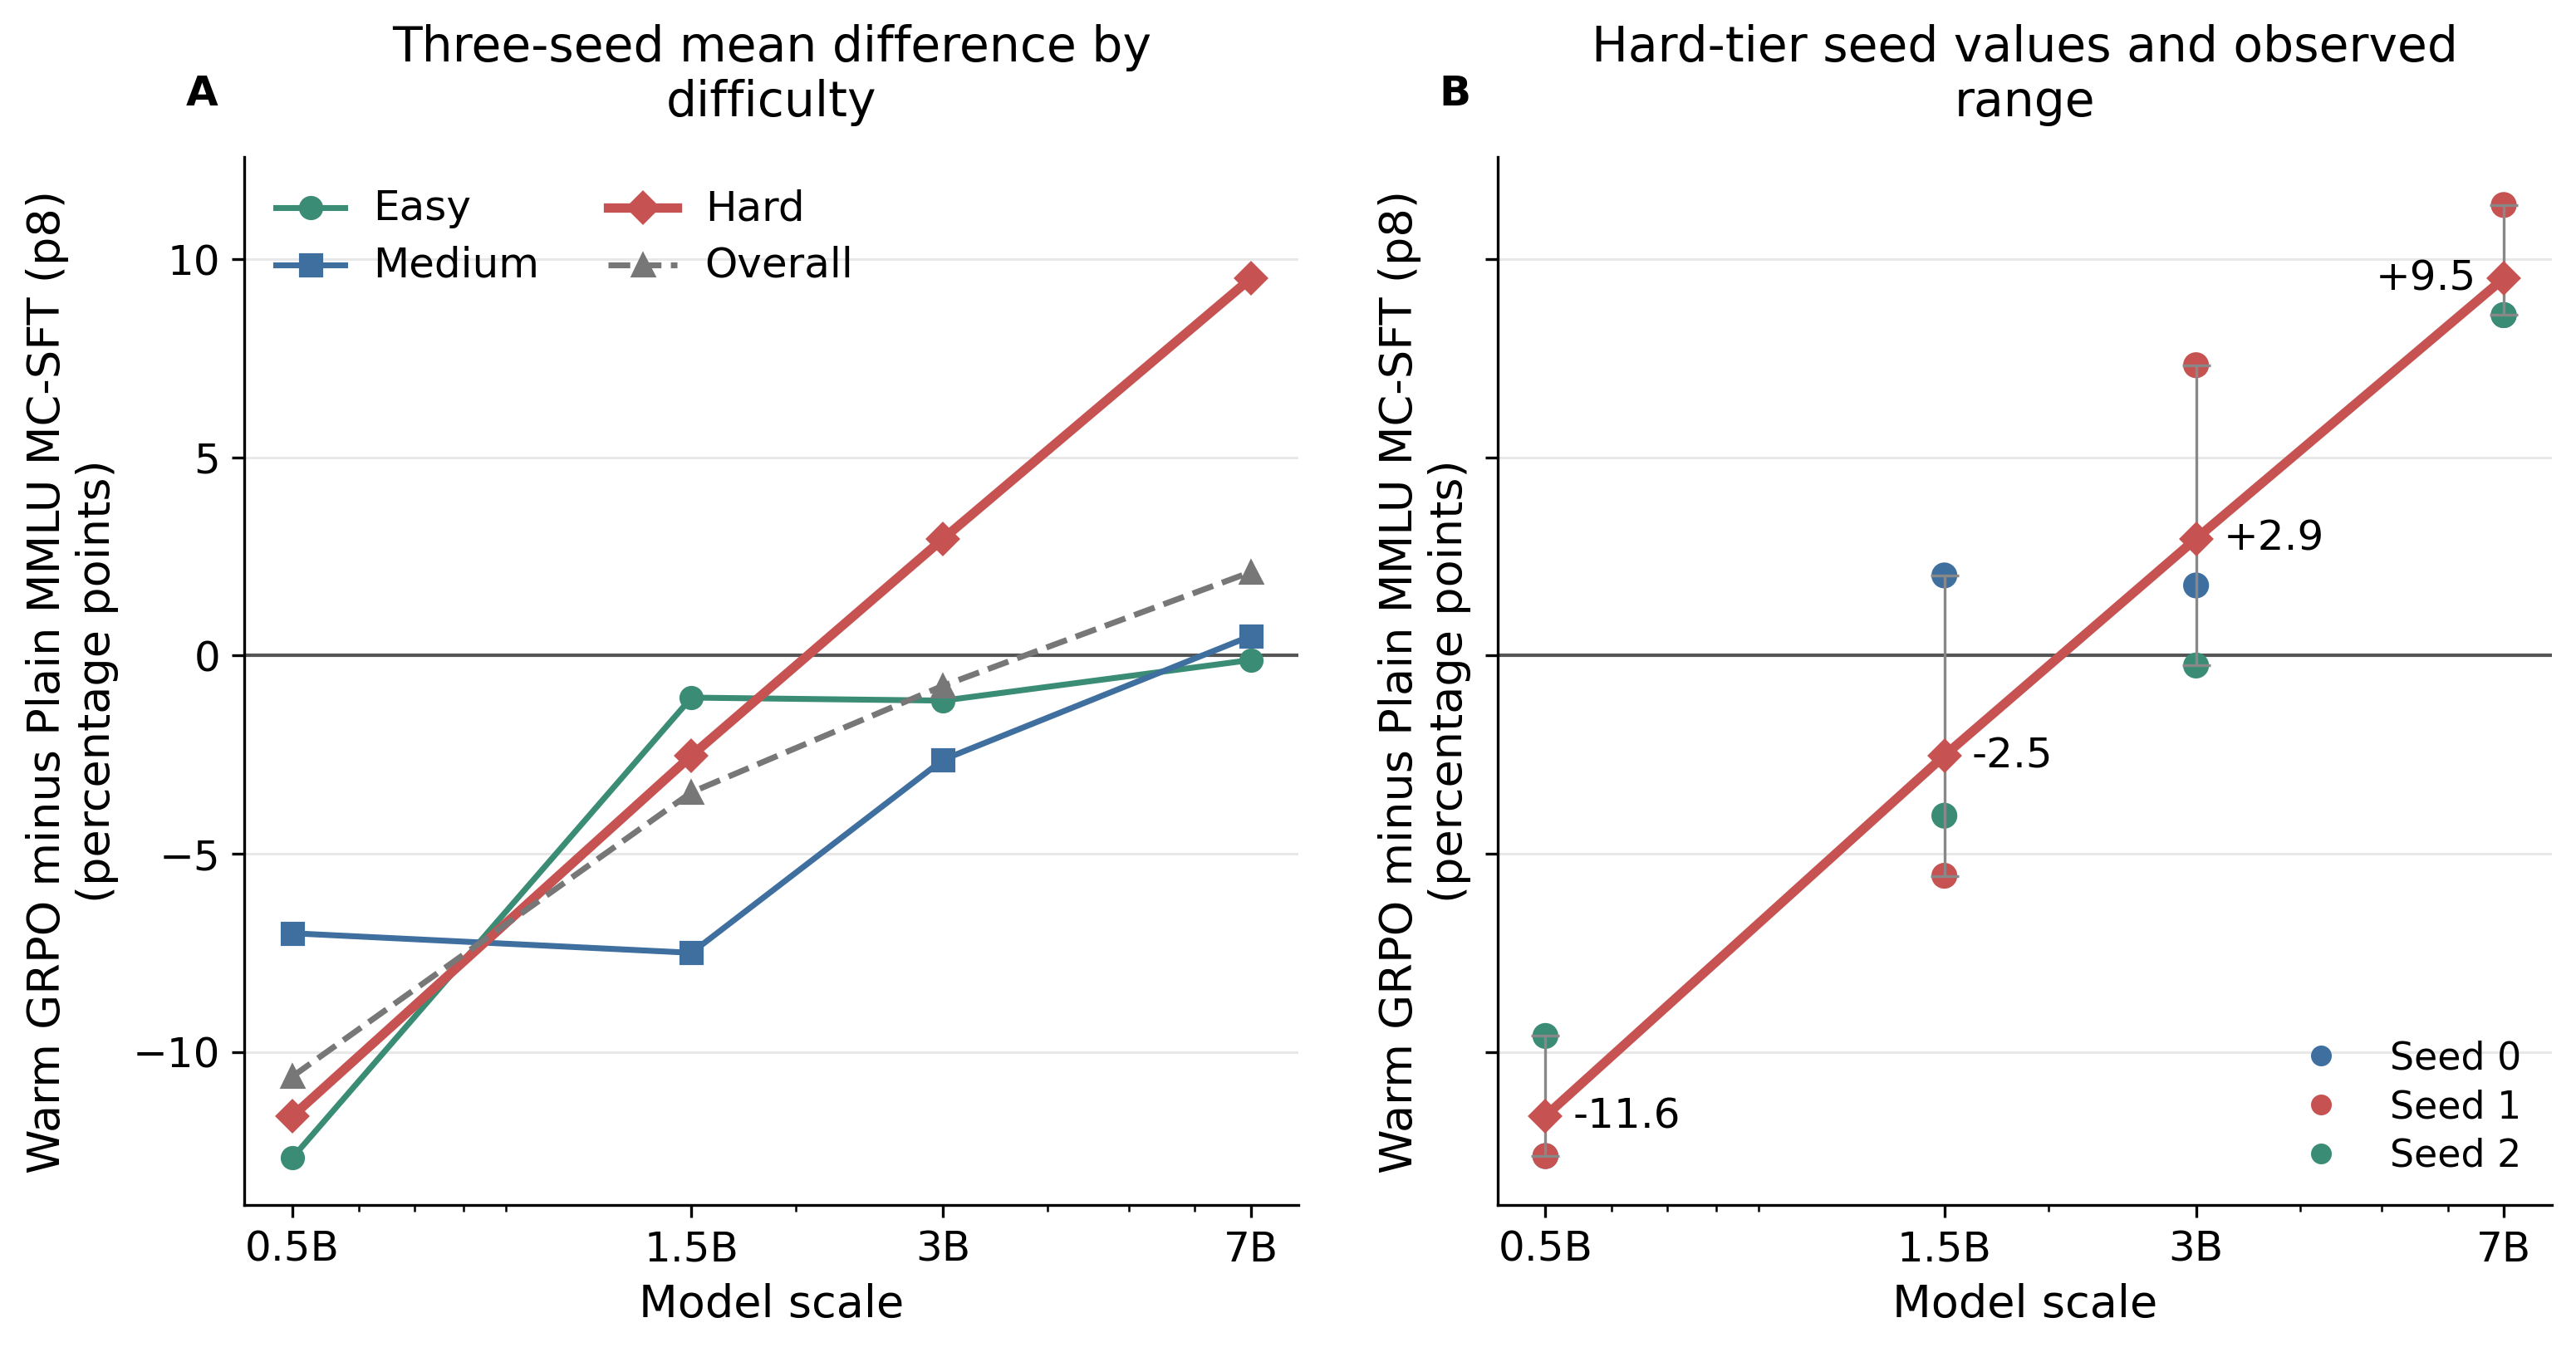 A
Three-seed mean difference by
difficulty
Warm GRPO minus Plain MMLU MC-SFT (p8)
(percentage points)
Easy
Medium
Hard
Overall
10
5
0
−5
−10
0.5B
1.5B
3B
7B
Model scale
B
Hard-tier seed values and observed
range
Warm GRPO minus Plain MMLU MC-SFT (p8)
(percentage points)
+9.5
+2.9
-2.5
-11.6
Seed 0
Seed 1
Seed 2
0.5B
1.5B
3B
7B
Model scale